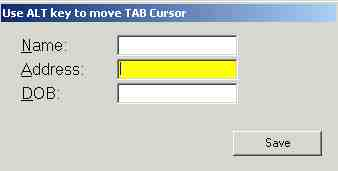 Use ALT key to move TAB Cursor
Name:
Address:
DOB:
Save